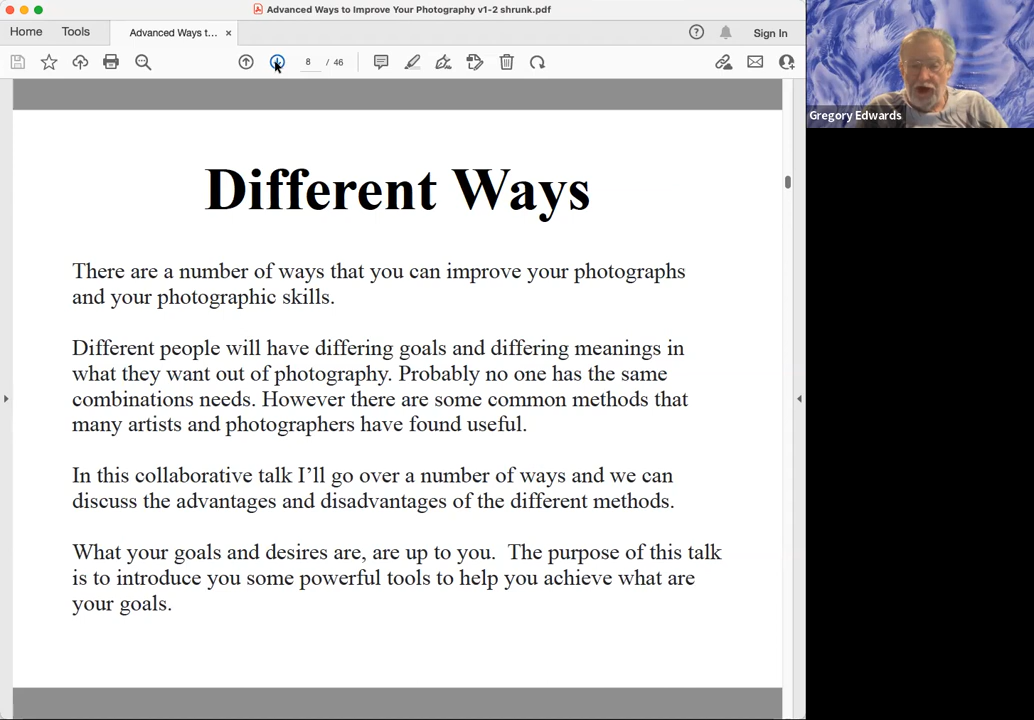 Advanced Ways to Improve Your Photography v1-2 shrunk.pdf
Home
Tools
Advanced Ways t...
Sign In
8 / 46
Gregory Edwards
Different Ways
There are a number of ways that you can improve your photographs
and your photographic skills.
Different people will have differing goals and differing meanings in
what they want out of photography. Probably no one has the same
combinations needs. However there are some common methods that
many artists and photographers have found useful.
In this collaborative talk I’ll go over a number of ways and we can
discuss the advantages and disadvantages of the different methods.
What your goals and desires are, are up to you.  The purpose of this talk
is to introduce you some powerful tools to help you achieve what are
your goals.